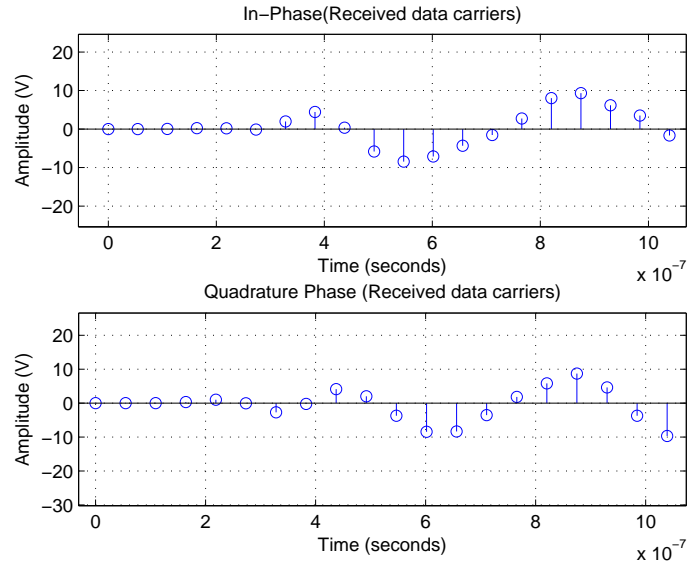 In−Phase(Received data carriers)
20
10
0
−10
−20
Amplitude (V)
0 2 4 6 8 10
Time (seconds)
x 10−7
Quadrature Phase (Received data carriers)
20
10
0
−10
−20
−30
Amplitude (V)
0 2 4 6 8 10
Time (seconds)
x 10−7